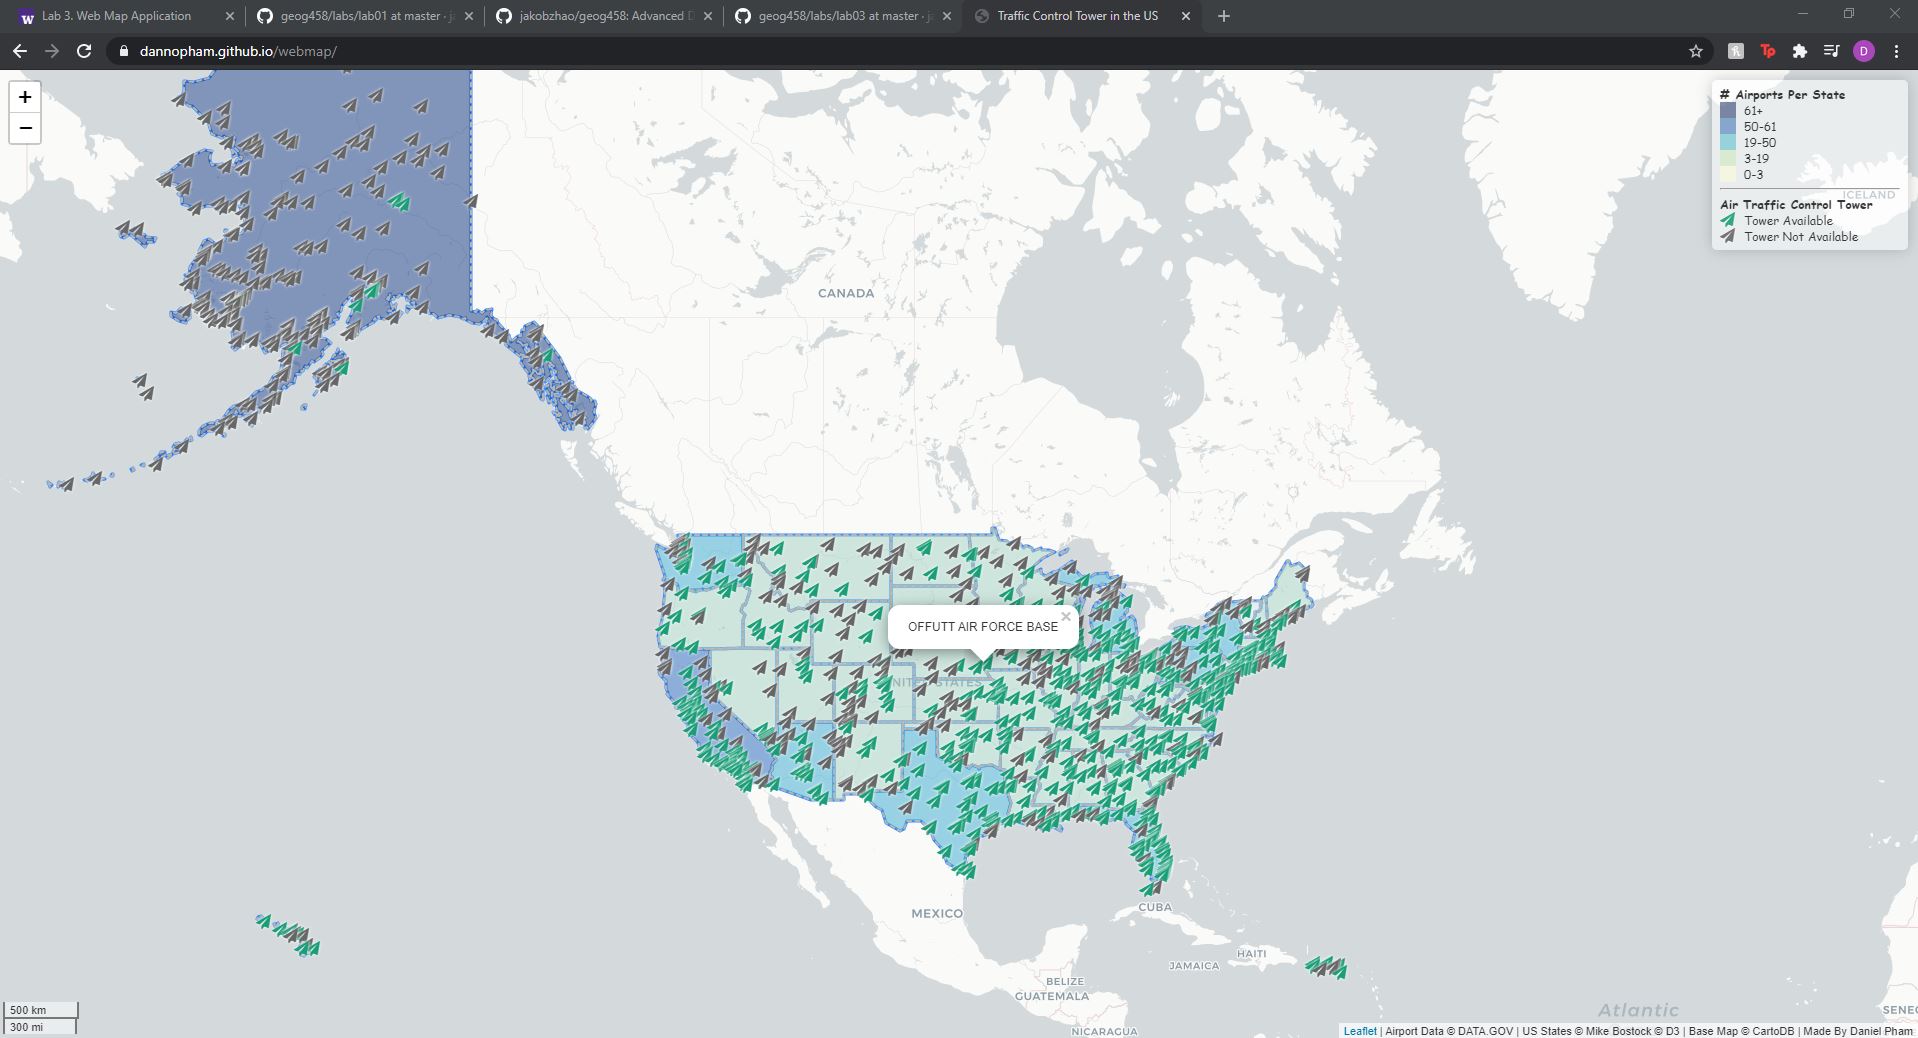 Lab 3. Web Map Application
geog458/labs/lab01 at master · j
jakobzhao/geog458: Advanced D
geog458/labs/lab03 at master · j
Traffic Control Tower in the US
dannopham.github.io/webmap/
Tp
D
+
−
# Airports Per State
61+
50-61
19-50
3-19
0-3
Air Traffic Control Tower
Tower Available
Tower Not Available
ICELAND
CANADA
OFFUTT AIR FORCE BASE
×
UNITED STATES
MEXICO
CUBA
HAITI
JAMAICA
BELIZE
GUATEMALA
NICARAGUA
Atlantic
SENEG
500 km
300 mi
Leaflet | Airport Data © DATA.GOV | US States © Mike Bostock © D3 | Base Map © CartoDB | Made By Daniel Pham